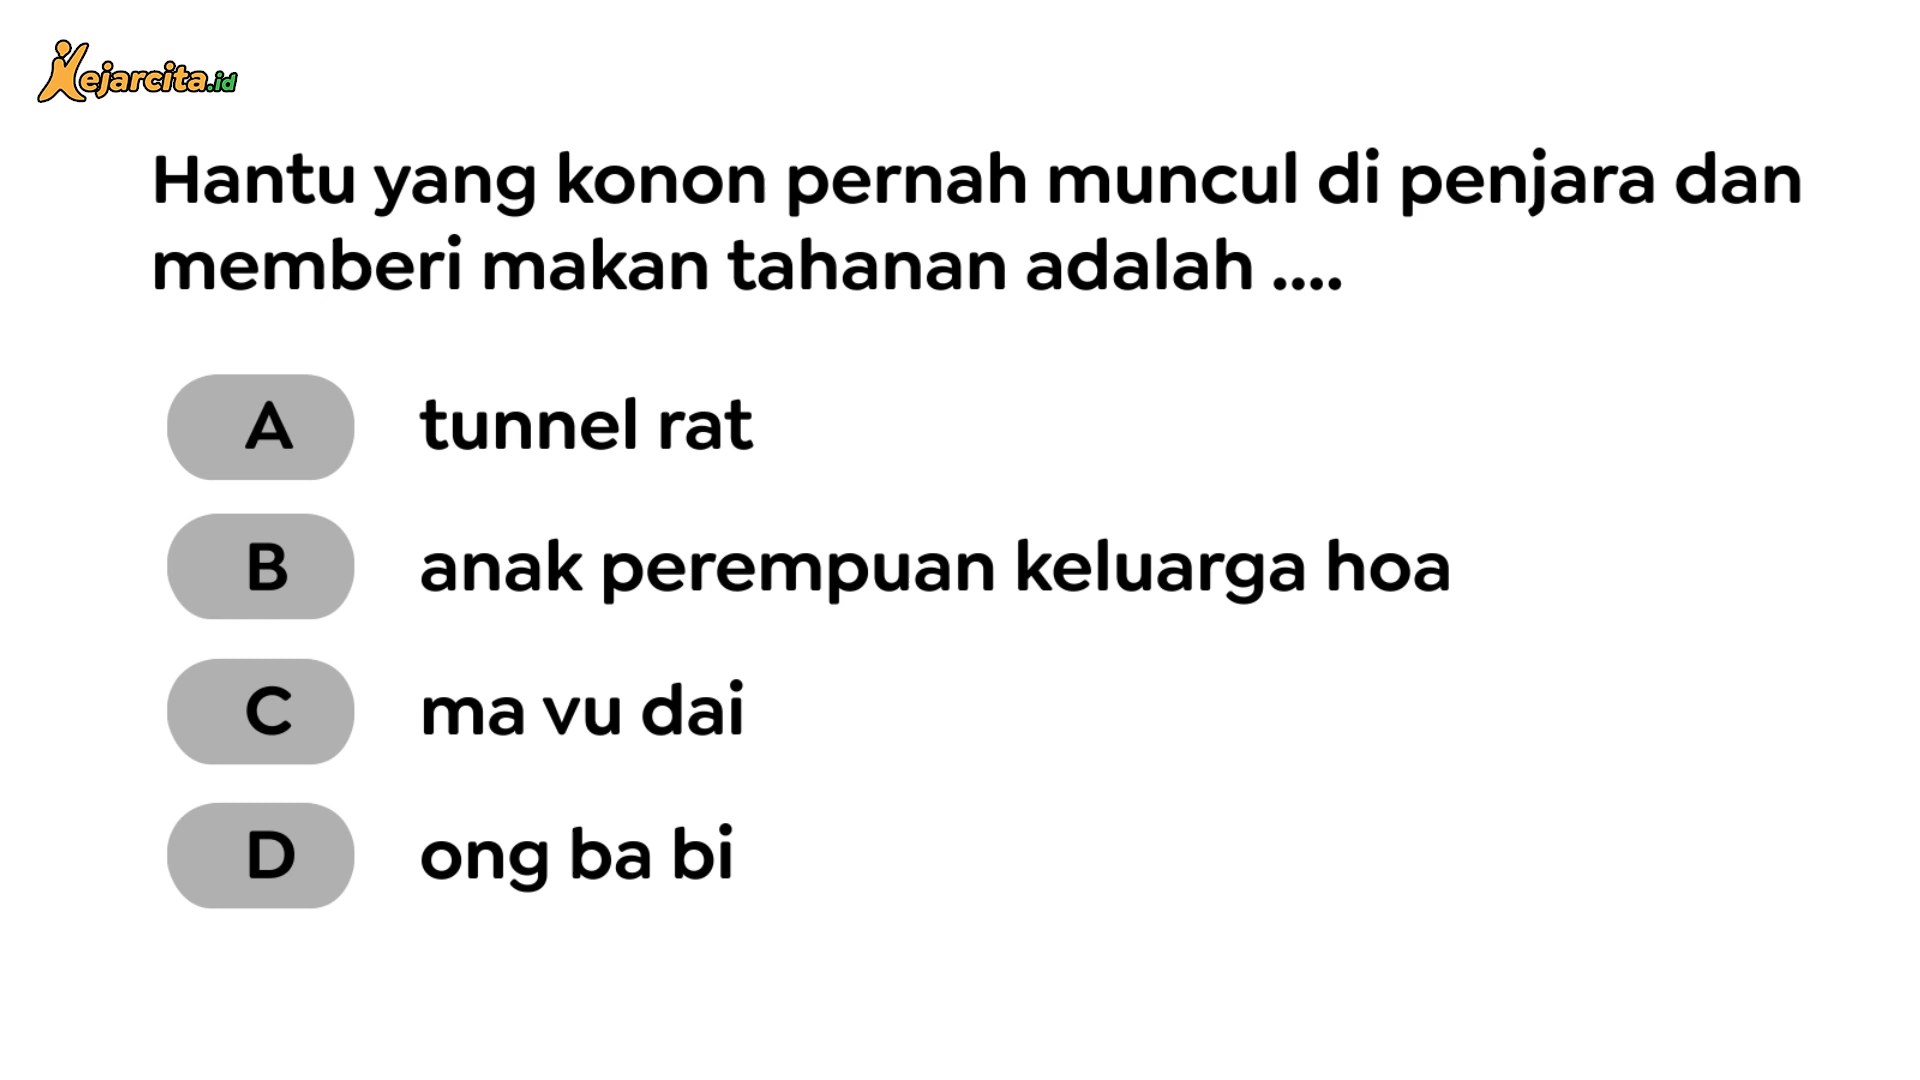 Kejarcita.id
Hantu yang konon pernah muncul di penjara dan
memberi makan tahanan adalah ....
A tunnel rat
B anak perempuan keluarga hoa
C ma vu dai
D ong ba bi